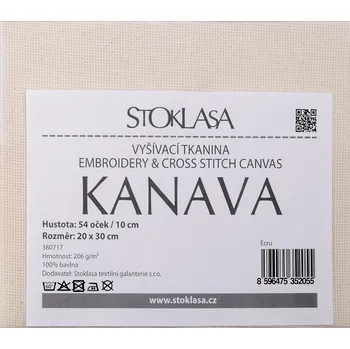 STOKLASA
VYŠÍVACÍ TKANINA
EMBROIDERY & CROSS STITCH CANVAS
KANAVA
Hustota: 54 oček / 10 cm
Rozměr: 20 x 30 cm
380717
Hmotnost: 206 g/m²
100% bavlna
Dodavatel: Stoklasa textilní galanterie s.r.o.
Ecru
8 596475 352055
www.stoklasa.cz